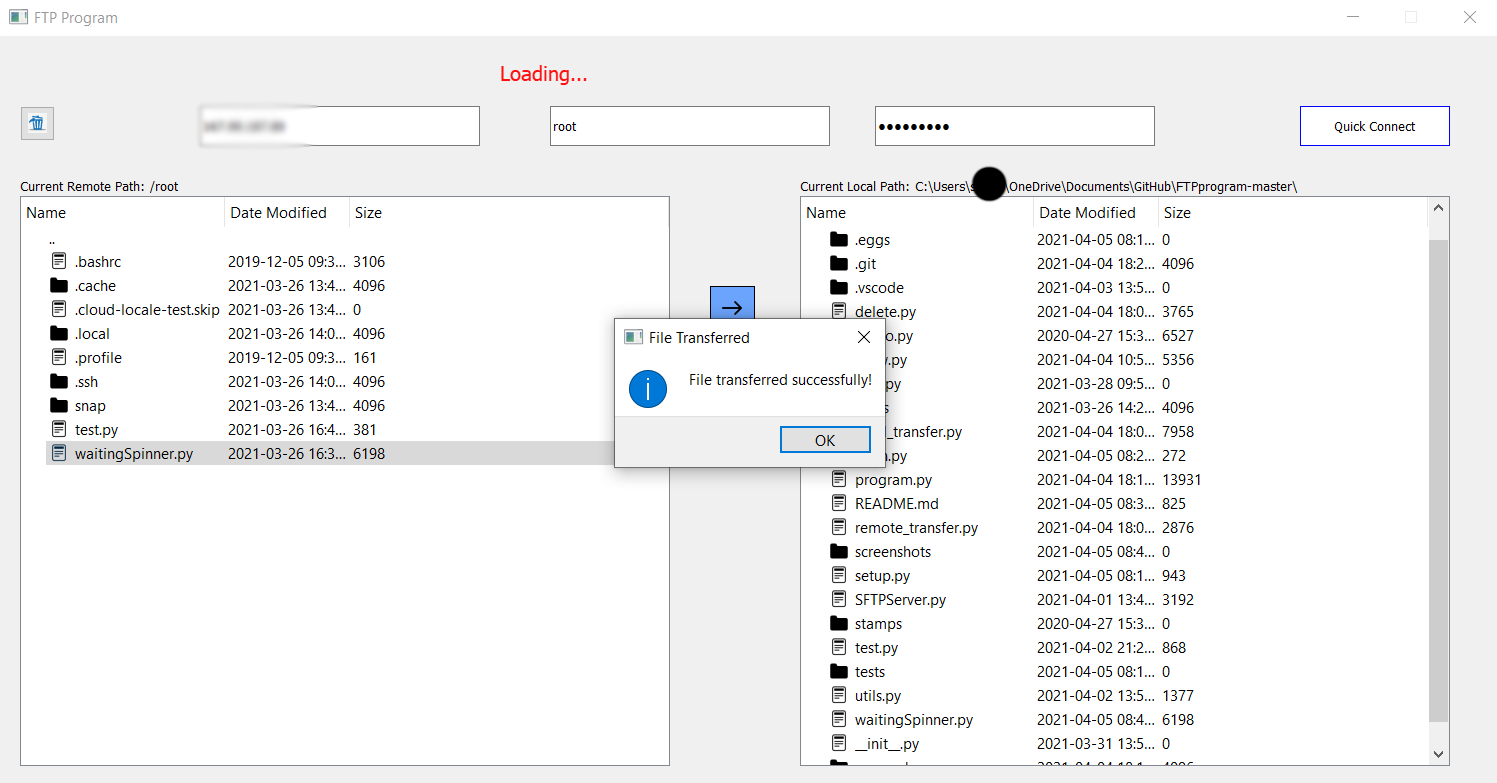 FTP Program
Loading...
root
●●●●●●●●●
Quick Connect
Current Remote Path: /root
Name Date Modified Size
..
.bashrc 2019-12-05 09:3... 3106
.cache 2021-03-26 13:4... 4096
.cloud-locale-test.skip 2021-03-26 13:4... 0
.local 2021-03-26 14:0... 4096
.profile 2019-12-05 09:3... 161
.ssh 2021-03-26 14:0... 4096
snap 2021-03-26 13:4... 4096
test.py 2021-03-26 16:4... 381
waitingSpinner.py 2021-03-26 16:3... 6198
→
File Transferred
File transferred successfully!
OK
Current Local Path: C:\Users\s \OneDrive\Documents\GitHub\FTPprogram-master\
Name Date Modified Size
.eggs 2021-04-05 08:1... 0
.git 2021-04-04 18:2... 4096
.vscode 2021-04-03 13:5... 0
delete.py 2021-04-04 18:0... 3765
o.py 2020-04-27 15:3... 6527
.py 2021-04-04 10:5... 5356
py 2021-03-28 09:5... 0
s 2021-03-26 14:2... 4096
_transfer.py 2021-04-04 18:0... 7958
.py 2021-04-05 08:2... 272
program.py 2021-04-04 18:1... 13931
README.md 2021-04-05 08:3... 825
remote_transfer.py 2021-04-04 18:0... 2876
screenshots 2021-04-05 08:4... 0
setup.py 2021-04-05 08:1... 943
SFTPServer.py 2021-04-01 13:4... 3192
stamps 2020-04-27 15:3... 0
test.py 2021-04-02 21:2... 868
tests 2021-04-05 08:1... 0
utils.py 2021-04-02 13:5... 1377
waitingSpinner.py 2021-04-05 08:4... 6198
__init__.py 2021-03-31 13:5... 0